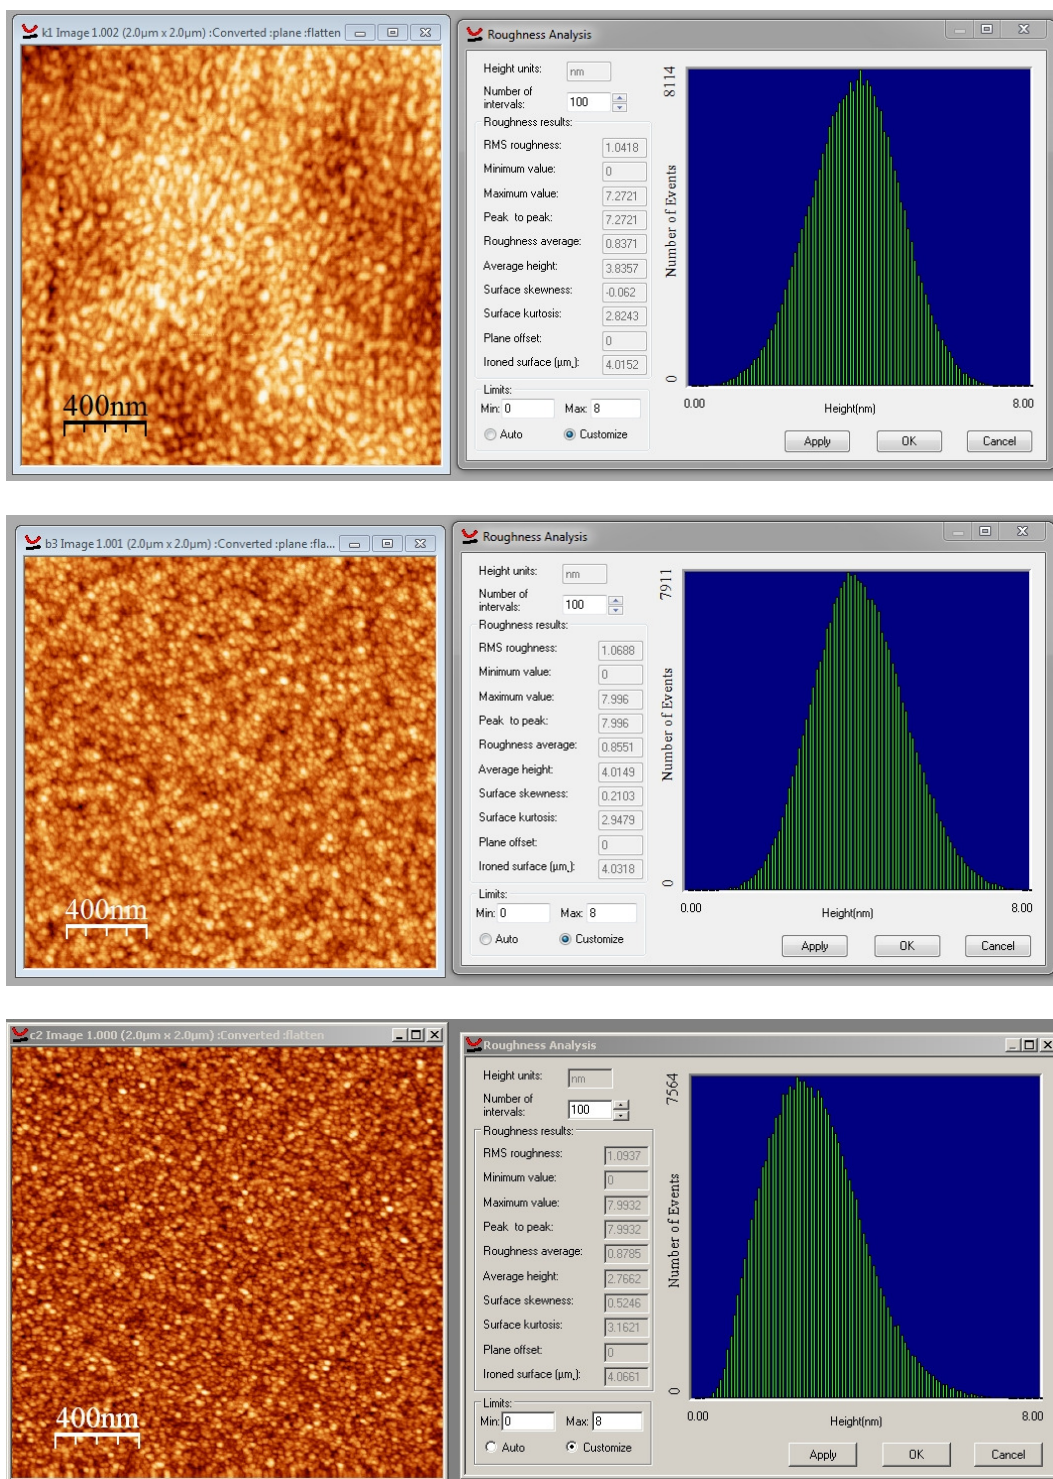 k1 Image 1.002 (2.0µm x 2.0µm) :Converted :plane :flatten
400nm
Roughness Analysis
Height units: nm
Number of intervals: 100
Roughness results:
RMS roughness: 1.0418
Minimum value: 0
Maximum value: 7.2721
Peak to peak: 7.2721
Roughness average: 0.8371
Average height: 3.8357
Surface skewness: -0.062
Surface kurtosis: 2.8243
Plane offset: 0
Ironed surface (µm_): 4.0152
Limits:
Min: 0 Max: 8
Auto Customize
8114
Number of Events
0
0.00 Height(nm) 8.00
Apply OK Cancel
b3 Image 1.001 (2.0µm x 2.0µm) :Converted :plane :fla...
400nm
Roughness Analysis
Height units: nm
Number of intervals: 100
Roughness results:
RMS roughness: 1.0688
Minimum value: 0
Maximum value: 7.996
Peak to peak: 7.996
Roughness average: 0.8551
Average height: 4.0149
Surface skewness: 0.2103
Surface kurtosis: 2.9479
Plane offset: 0
Ironed surface (µm_): 4.0318
Limits:
Min: 0 Max: 8
Auto Customize
7911
Number of Events
0
0.00 Height(nm) 8.00
Apply OK Cancel
c2 Image 1.000 (2.0µm x 2.0µm) :Converted :flatten
400nm
Roughness Analysis
Height units: nm
Number of intervals: 100
Roughness results:
RMS roughness: 1.0937
Minimum value: 0
Maximum value: 7.9932
Peak to peak: 7.9932
Roughness average: 0.8785
Average height: 2.7662
Surface skewness: 0.5246
Surface kurtosis: 3.1621
Plane offset: 0
Ironed surface (µm_): 4.0661
Limits:
Min: 0 Max: 8
Auto Customize
7564
Number of Events
0
0.00 Height(nm) 8.00
Apply OK Cancel